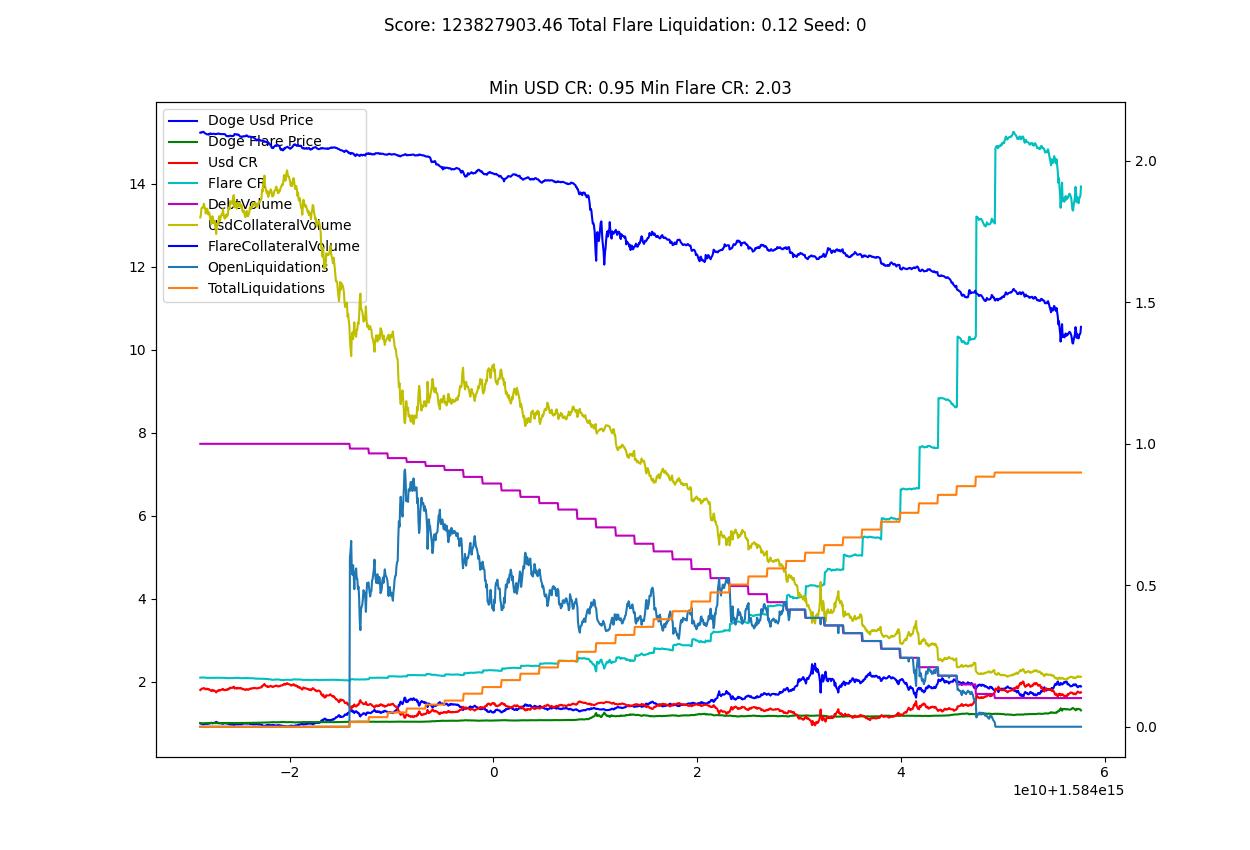 Score: 123827903.46 Total Flare Liquidation: 0.12 Seed: 0
Min USD CR: 0.95 Min Flare CR: 2.03
Doge Usd Price
Doge Flare Price
Usd CR
Flare CR
DebtVolume
UsdCollateralVolume
FlareCollateralVolume
OpenLiquidations
TotalLiquidations
14
12
10
8
6
4
2
2.0
1.5
1.0
0.5
0.0
−2
0
2
4
6
1e10+1.584e15